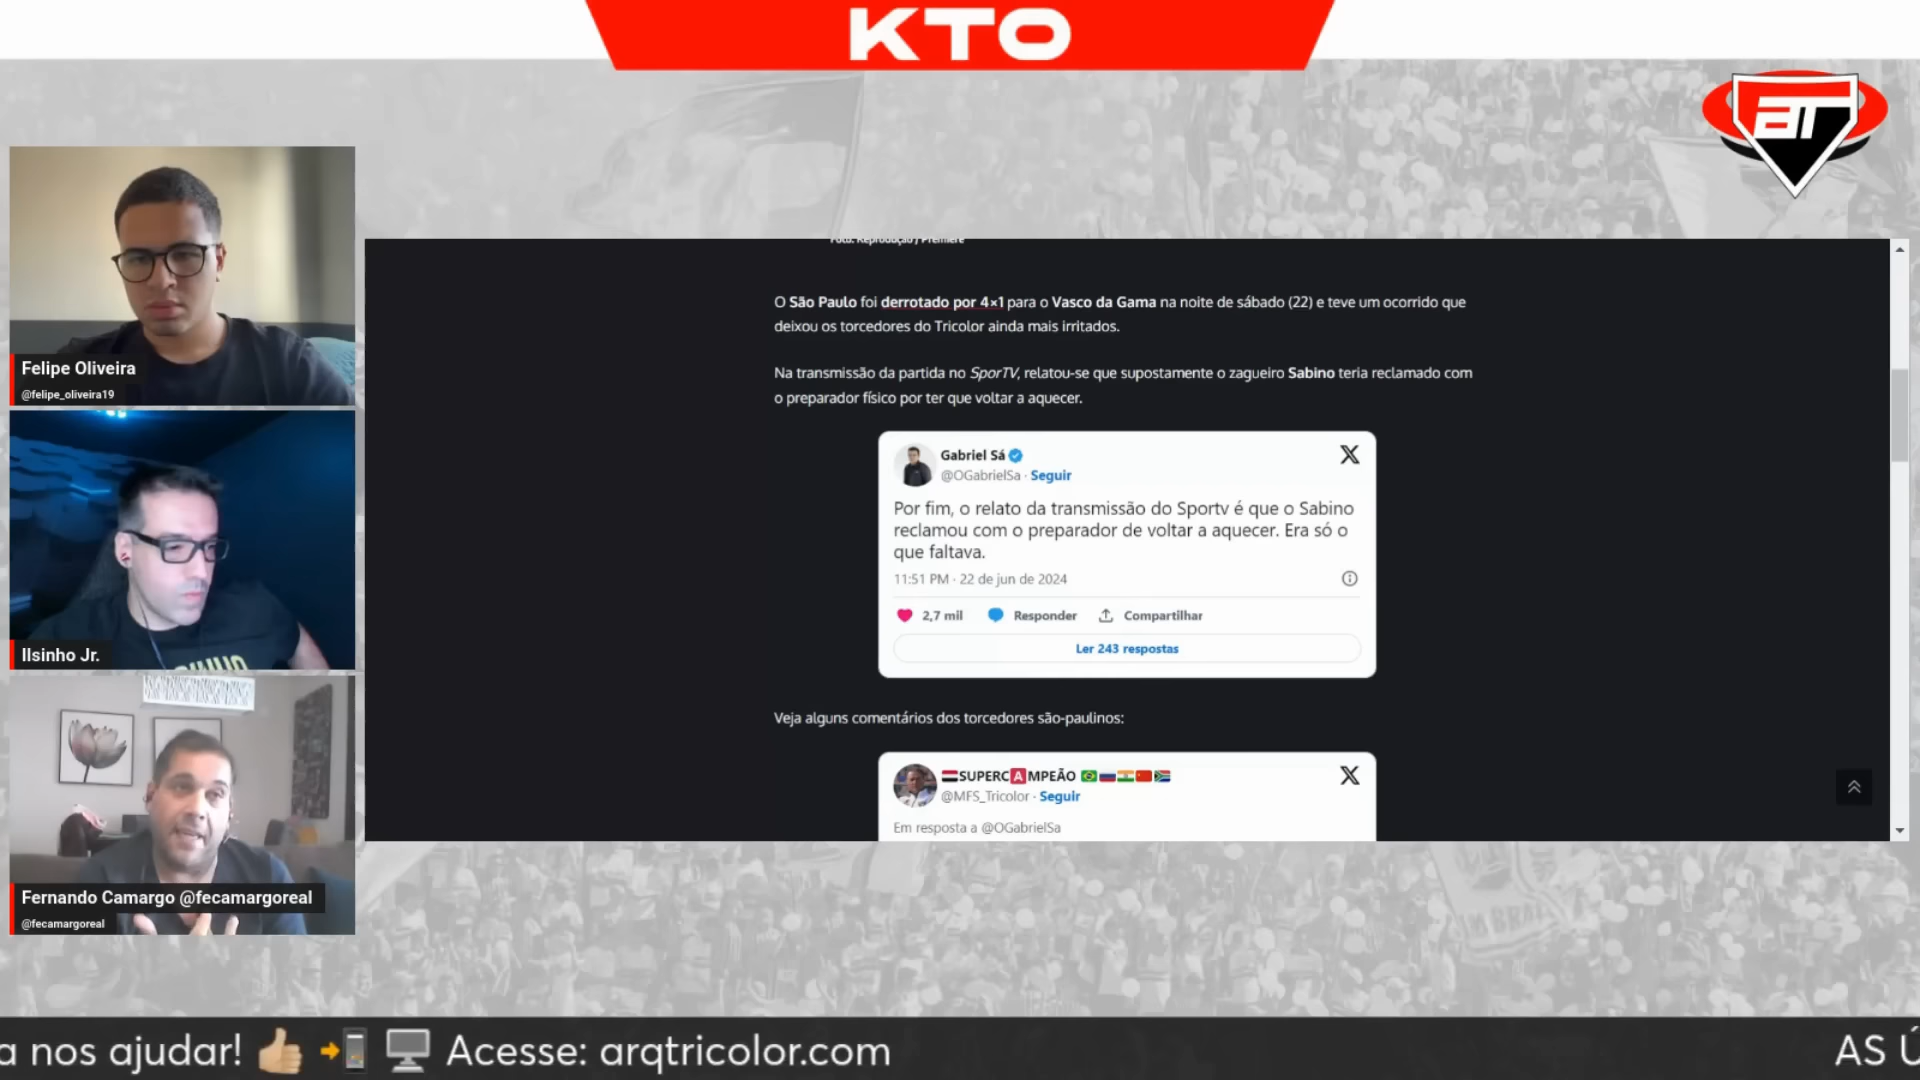 KTO
AT
Felipe Oliveira
@felipe_oliveira19
Ilsinho Jr.
Fernando Camargo @fecamargoreal
@fecamargoreal
Foto: Reprodução / Premiere
O São Paulo foi derrotado por 4×1 para o Vasco da Gama na noite de sábado (22) e teve um ocorrido que
deixou os torcedores do Tricolor ainda mais irritados.
Na transmissão da partida no SporTV, relatou-se que supostamente o zagueiro Sabino teria reclamado com
o preparador físico por ter que voltar a aquecer.
Gabriel Sá
@OGabrielSa · Seguir
Por fim, o relato da transmissão do Sportv é que o Sabino
reclamou com o preparador de voltar a aquecer. Era só o
que faltava.
11:51 PM · 22 de jun de 2024
2,7 mil Responder Compartilhar
Ler 243 respostas
Veja alguns comentários dos torcedores são-paulinos:
SUPERC🅰MPEÃO
@MFS_Tricolor · Seguir
Em resposta a @OGabrielSa
a nos ajudar! Acesse: arqtricolor.com
AS Ú